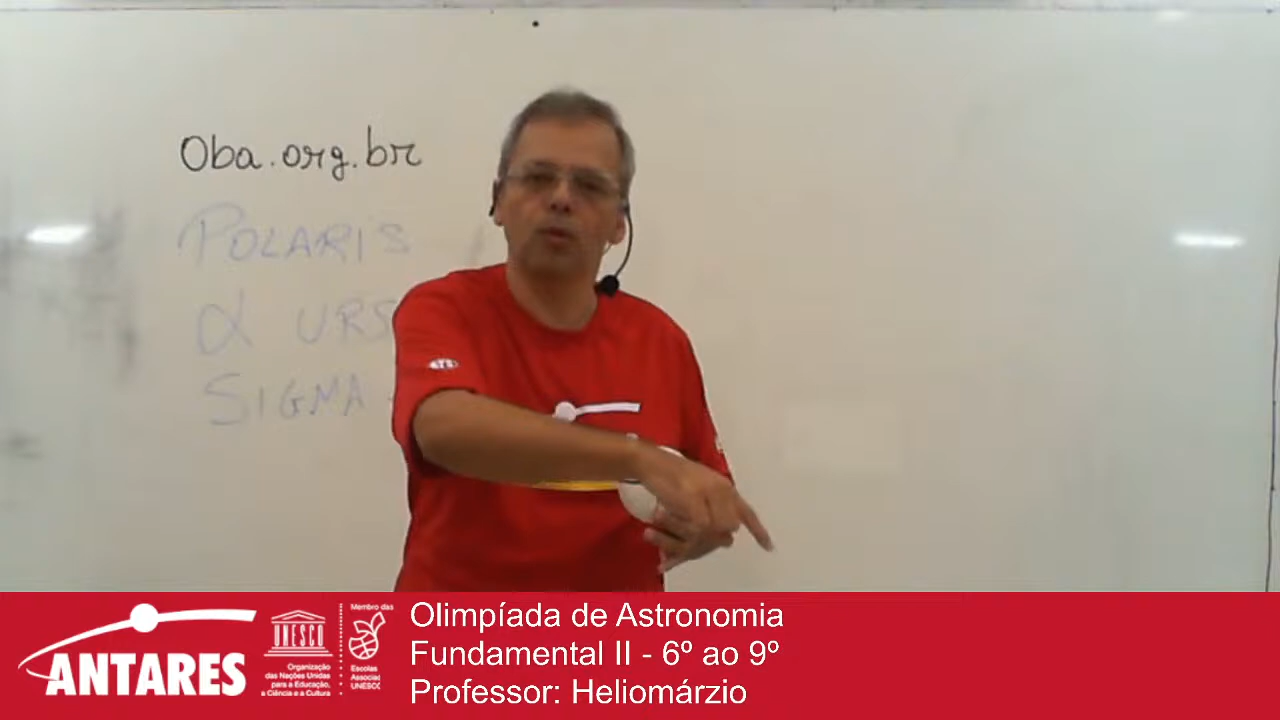 Oba.org.br
POLARIS
α URS
SIGMA
ANTARES
UNESCO
Organização
das Nações Unidas
para a Educação,
a Ciência e a Cultura
Membro das
Escolas
Associadas
UNESCO
Olimpíada de Astronomia
Fundamental II - 6º ao 9º
Professor: Heliomárzio